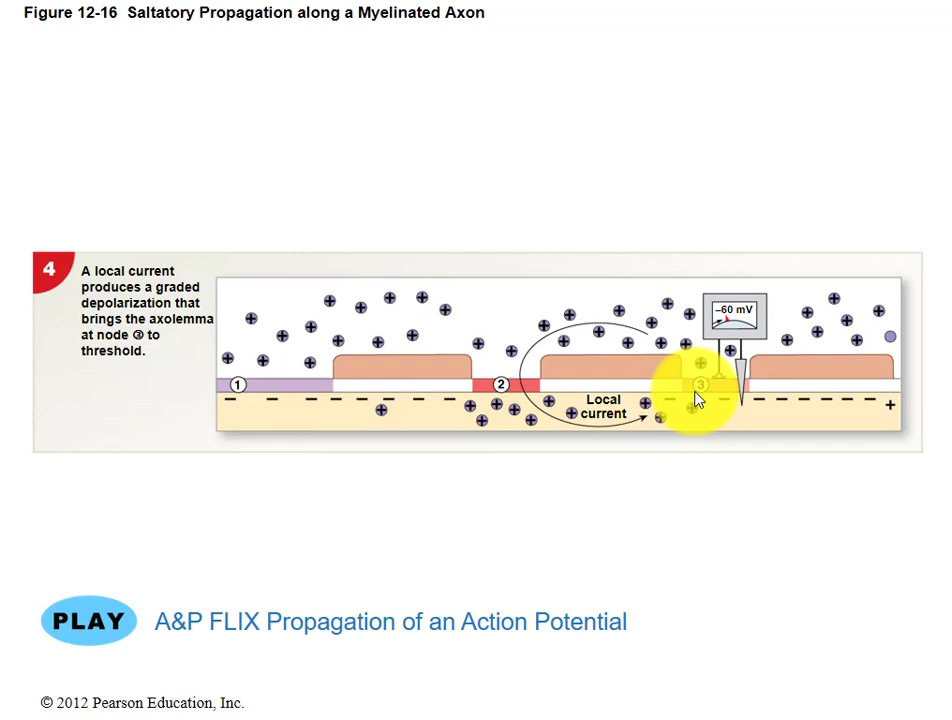 Figure 12-16 Saltatory Propagation along a Myelinated Axon
4
A local current
produces a graded
depolarization that
brings the axolemma
at node ③ to
threshold.
–60 mV
1
2
3
Local
current
PLAY
A&P FLIX Propagation of an Action Potential
© 2012 Pearson Education, Inc.